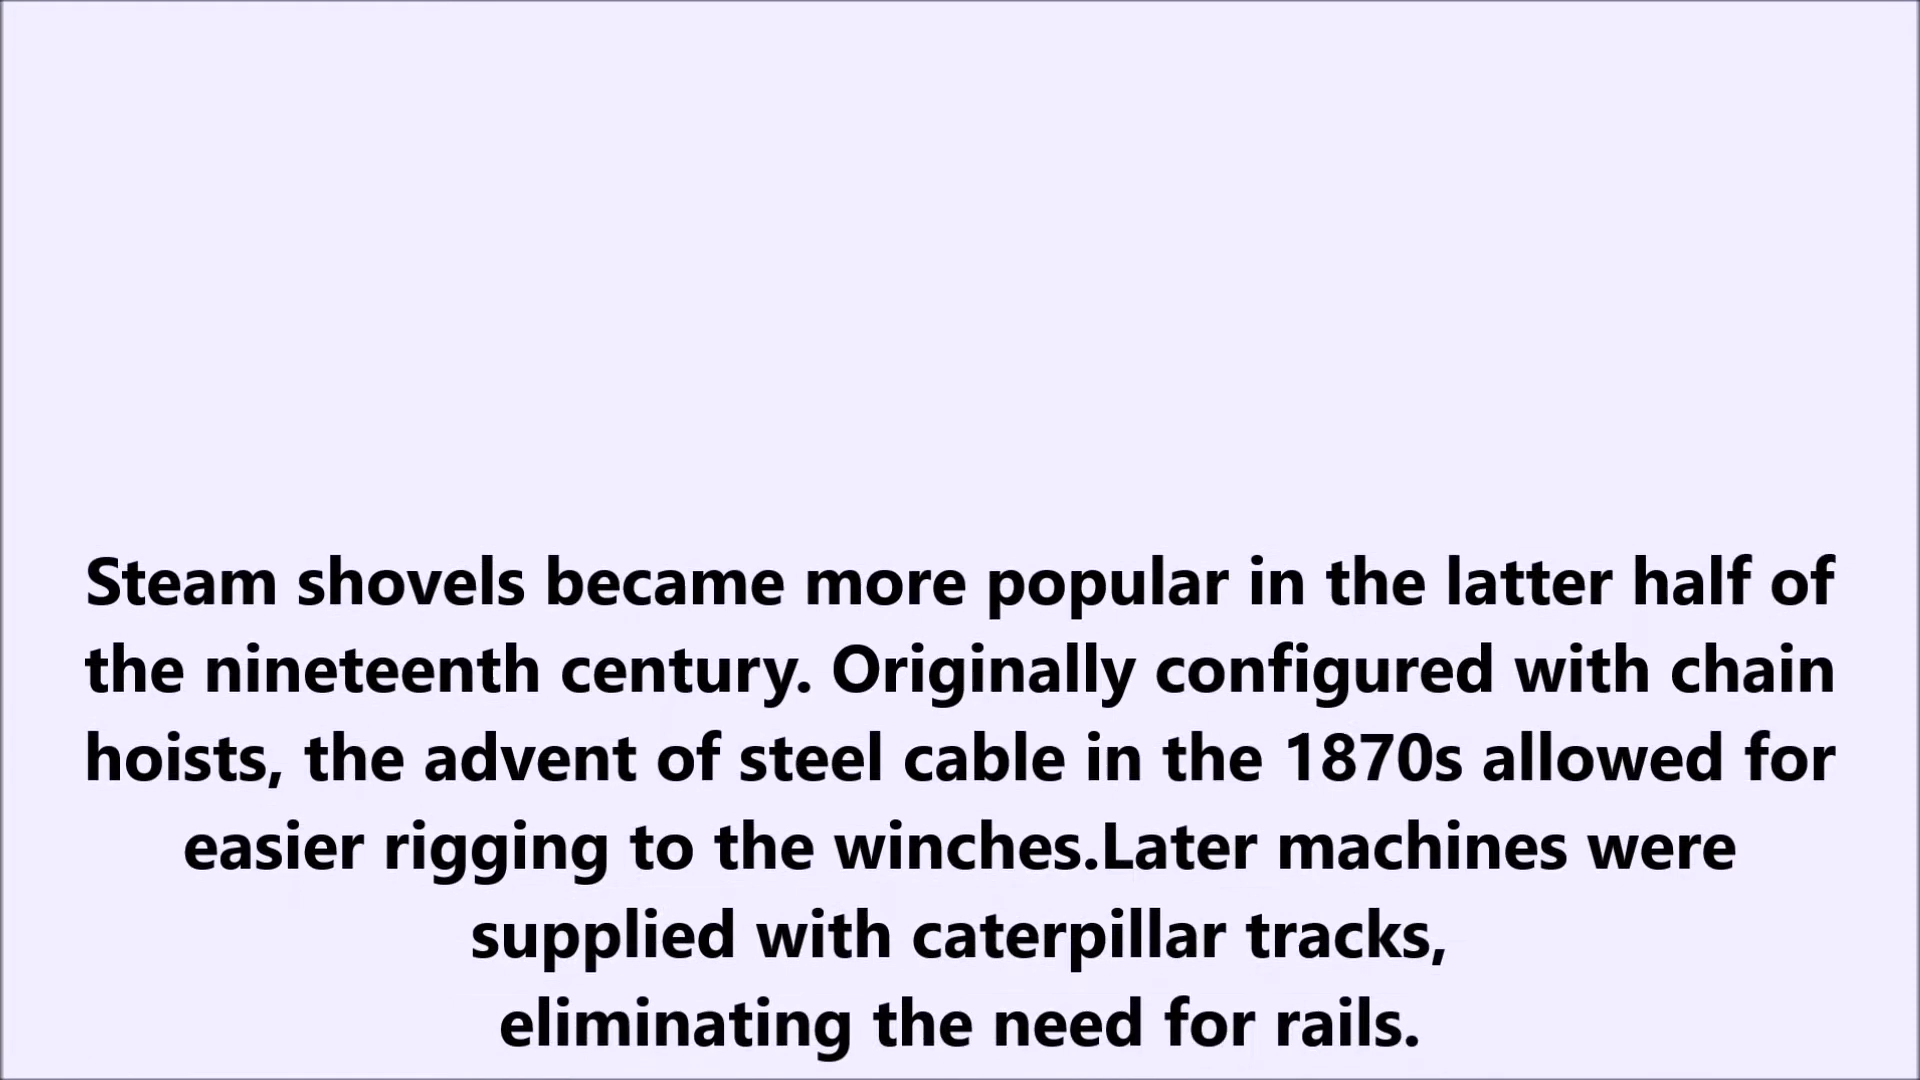 Steam shovels became more popular in the latter half of
the nineteenth century. Originally configured with chain
hoists, the advent of steel cable in the 1870s allowed for
easier rigging to the winches.Later machines were
supplied with caterpillar tracks,
eliminating the need for rails.